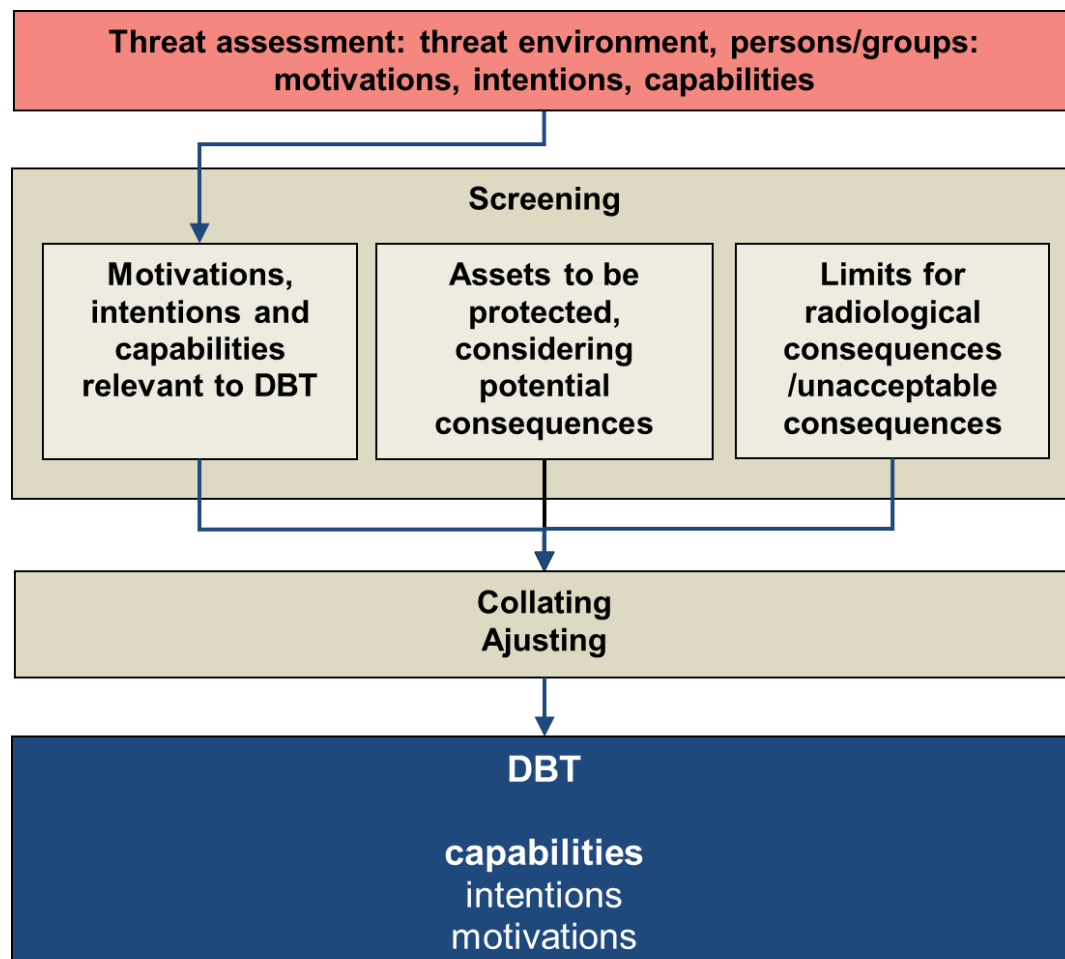 Threat assessment: threat environment, persons/groups:
motivations, intentions, capabilities
Screening
Motivations,
intentions and
capabilities
relevant to DBT
Assets to be
protected,
considering
potential
consequences
Limits for
radiological
consequences
/unacceptable
consequences
Collating
Ajusting
DBT
capabilities
intentions
motivations